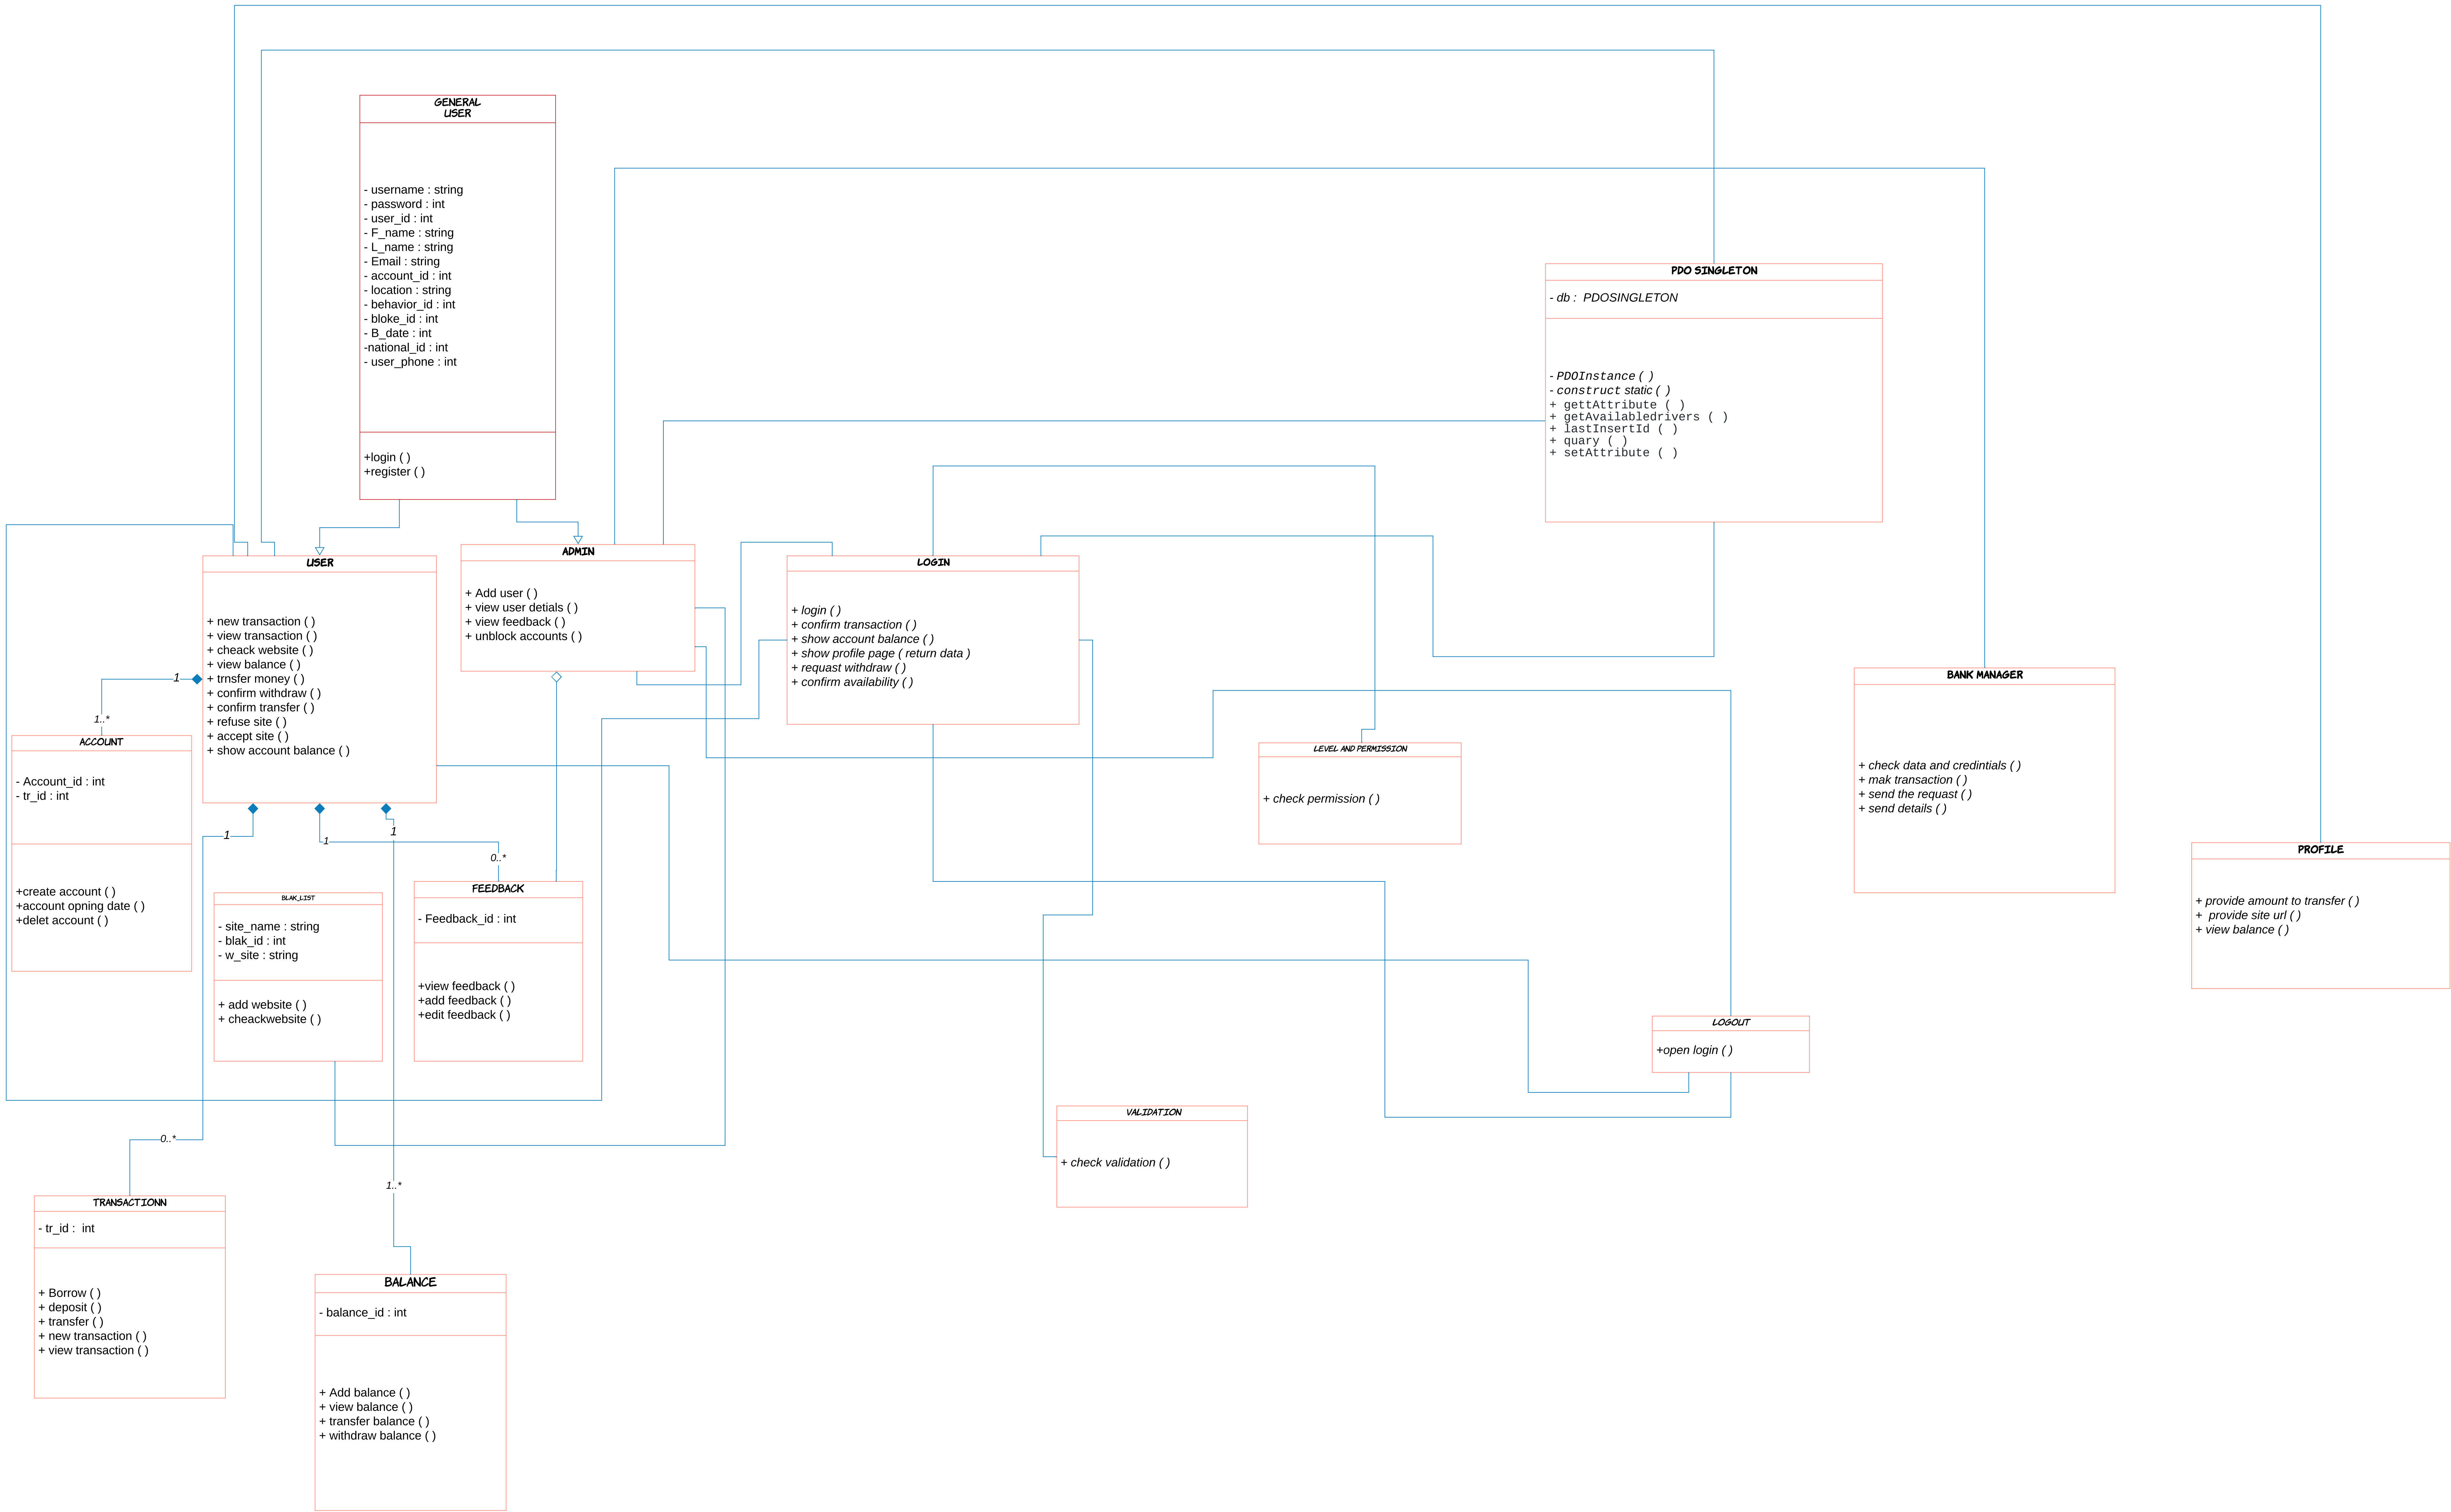 GENERAL
USER
- username : string
- password : int
- user_id : int
- F_name : string
- L_name : string
- Email : string
- account_id : int
- location : string
- behavior_id : int
- bloke_id : int
- B_date : int
-national_id : int
- user_phone : int
+login ( )
+register ( )
PDO SINGLETON
- db :  PDOSINGLETON
- PDOInstance ( )
- construct static ( )
+ gettAttribute ( )
+ getAvailabledrivers ( )
+ lastInsertId ( )
+ quary ( )
+ setAttribute ( )
USER
+ new transaction ( )
+ view transaction ( )
+ cheack website ( )
+ view balance ( )
+ trnsfer money ( )
+ confirm withdraw ( )
+ confirm transfer ( )
+ refuse site ( )
+ accept site ( )
+ show account balance ( )
ADMIN
+ Add user ( )
+ view user detials ( )
+ view feedback ( )
+ unblock accounts ( )
LOGIN
+ login ( )
+ confirm transaction ( )
+ show account balance ( )
+ show profile page ( return data )
+ requast withdraw ( )
+ confirm availability ( )
BANK MANAGER
+ check data and credintials ( )
+ mak transaction ( )
+ send the requast ( )
+ send details ( )
1
1..*
ACCOUNT
- Account_id : int
- tr_id : int
+create account ( )
+account opning date ( )
+delet account ( )
LEVEL AND PERMISSION
+ check permission ( )
PROFILE
+ provide amount to transfer ( )
+  provide site url ( )
+ view balance ( )
1
1
1
0..*
BLAK_LIST
- site_name : string
- blak_id : int
- w_site : string
+ add website ( )
+ cheackwebsite ( )
FEEDBACK
- Feedback_id : int
+view feedback ( )
+add feedback ( )
+edit feedback ( )
LOGOUT
+open login ( )
VALIDATION
+ check validation ( )
0..*
1..*
TRANSACTIONN
- tr_id :  int
+ Borrow ( )
+ deposit ( )
+ transfer ( )
+ new transaction ( )
+ view transaction ( )
BALANCE
- balance_id : int
+ Add balance ( )
+ view balance ( )
+ transfer balance ( )
+ withdraw balance ( )